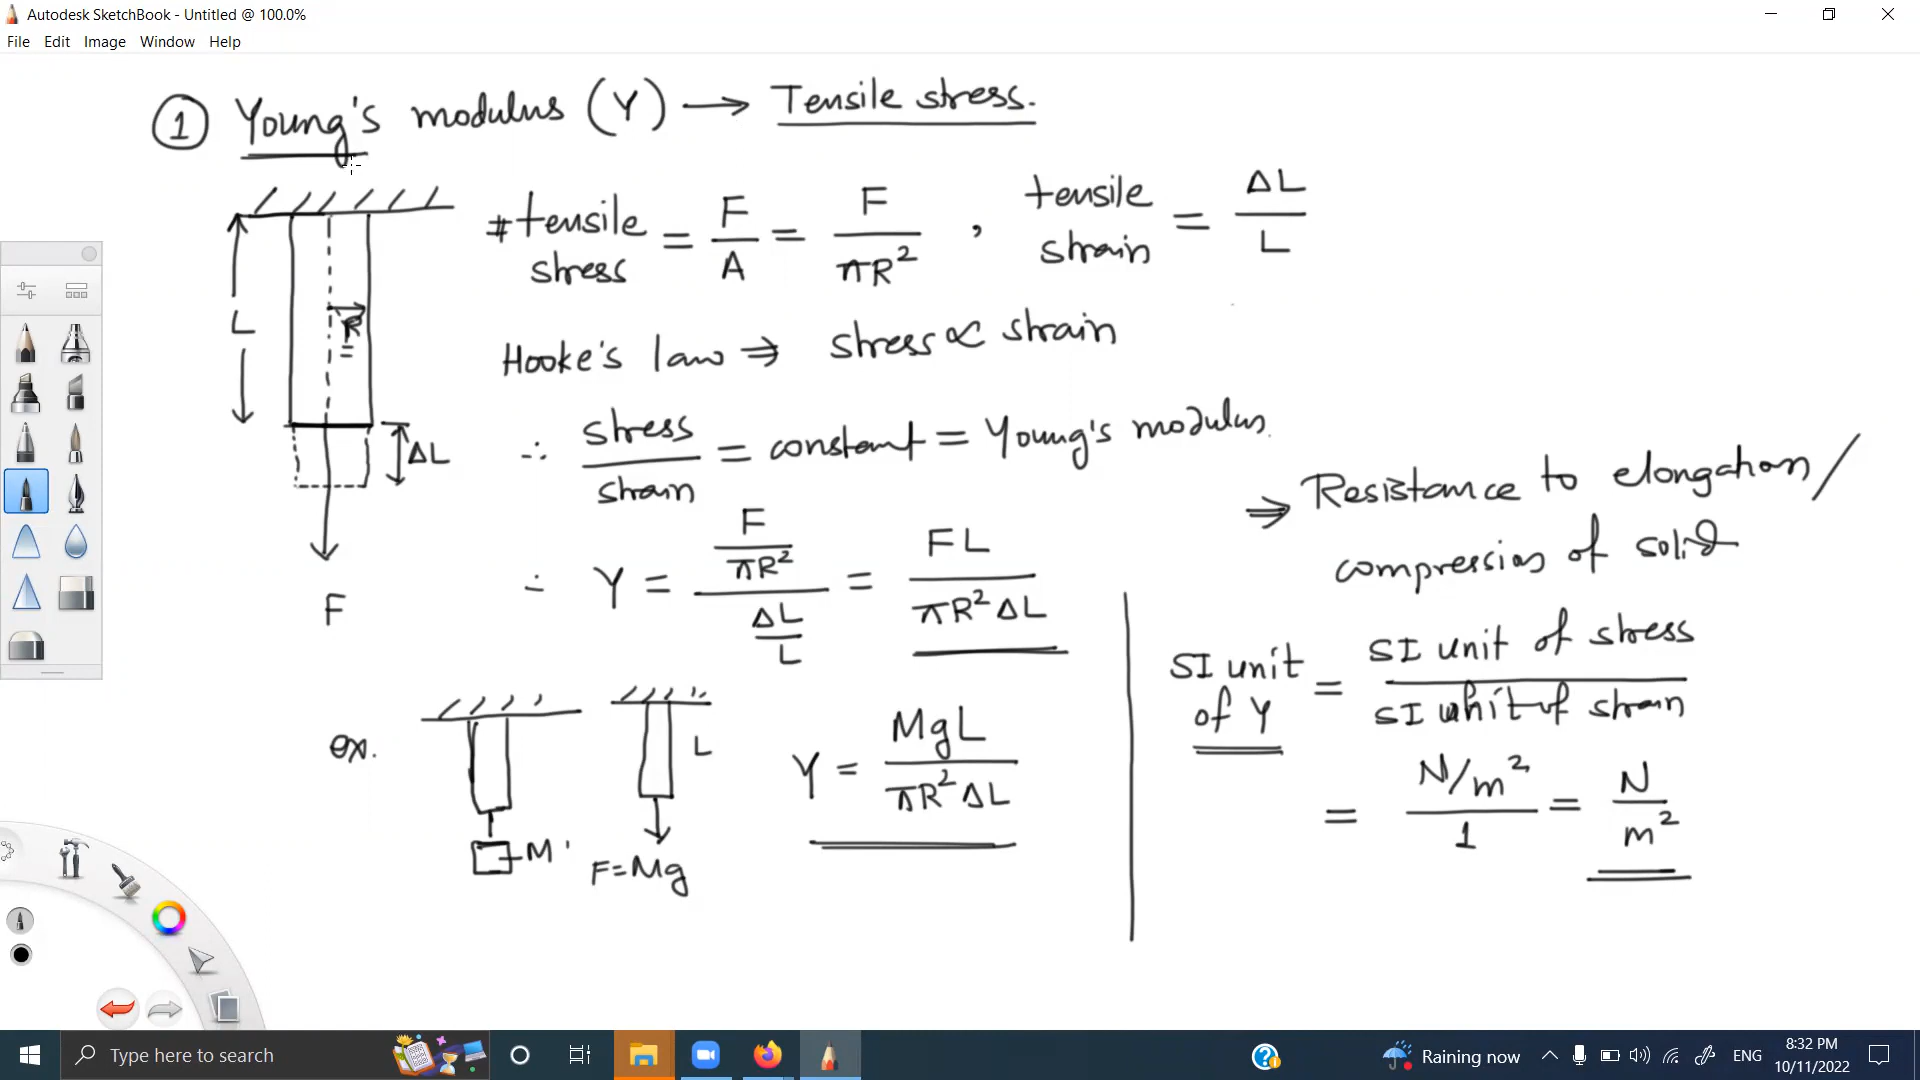 Autodesk SketchBook - Untitled @ 100.0%
File Edit Image Window Help
① Young's modulus (Y) → Tensile stress.
# tensile stress = F/A = F/πR² , tensile strain = ΔL/L
L
R
ΔL
F
Hooke's law ⇒ stress ∝ strain
∴ stress/strain = constant = Young's modulus.
⇒ Resistance to elongation/
compression of solid
∴ Y = (F/πR²)/(ΔL/L) = FL/πR²ΔL
ex.
M
L
F=Mg
Y = MgL/πR²ΔL
SI unit of Y = SI unit of stress/SI unit of strain
= N/m²/1 = N/m²
Type here to search
Raining now
ENG
8:32 PM
10/11/2022